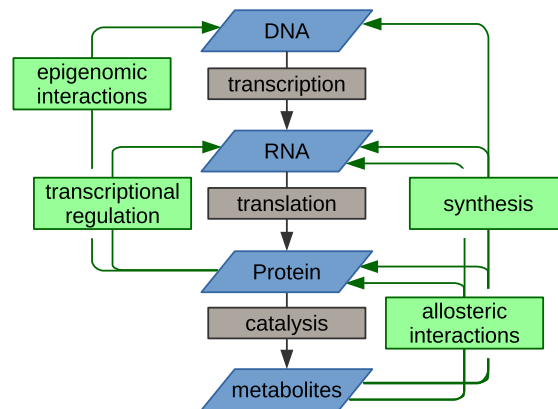 DNA
epigenomic
interactions
transcription
RNA
transcriptional
regulation
translation
synthesis
Protein
catalysis
allosteric
interactions
metabolites